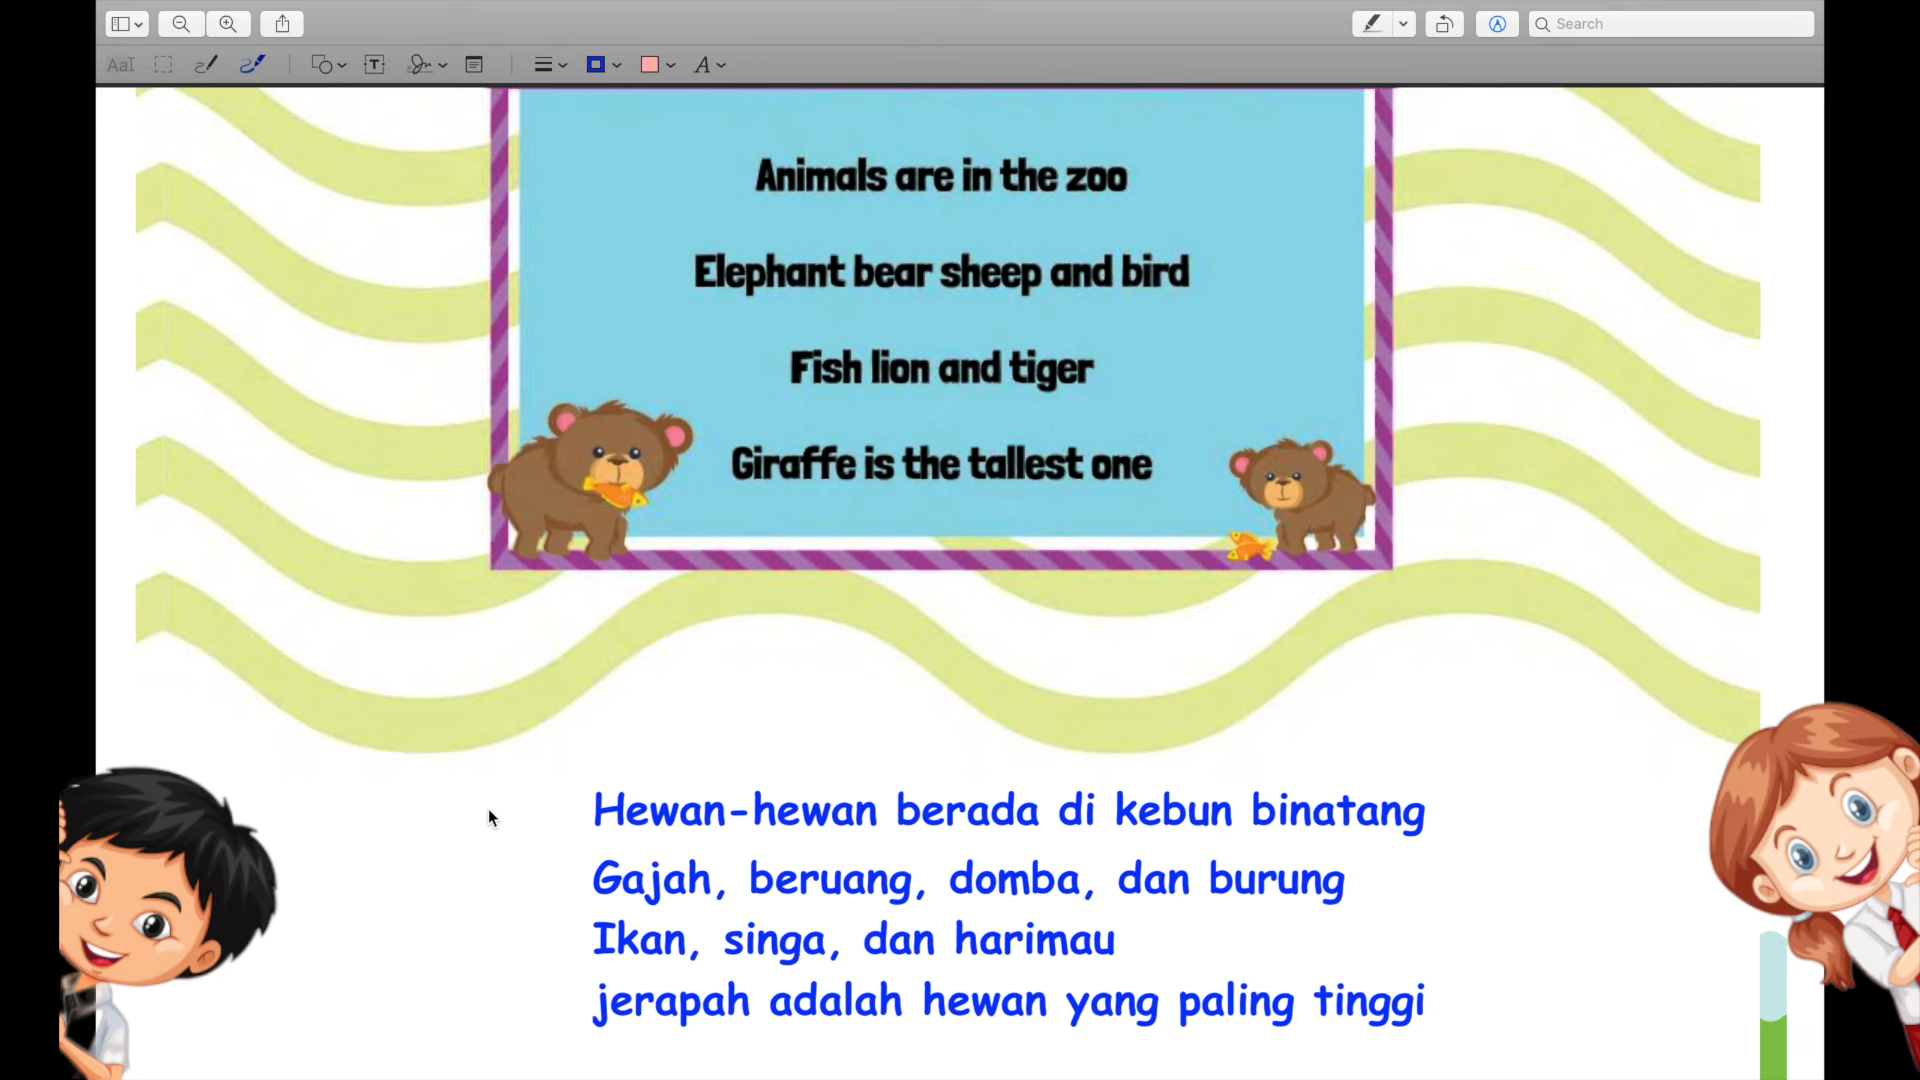 Search
AaI
T
A
Animals are in the zoo
Elephant bear sheep and bird
Fish lion and tiger
Giraffe is the tallest one
Hewan-hewan berada di kebun binatang
Gajah, beruang, domba, dan burung
Ikan, singa, dan harimau
jerapah adalah hewan yang paling tinggi